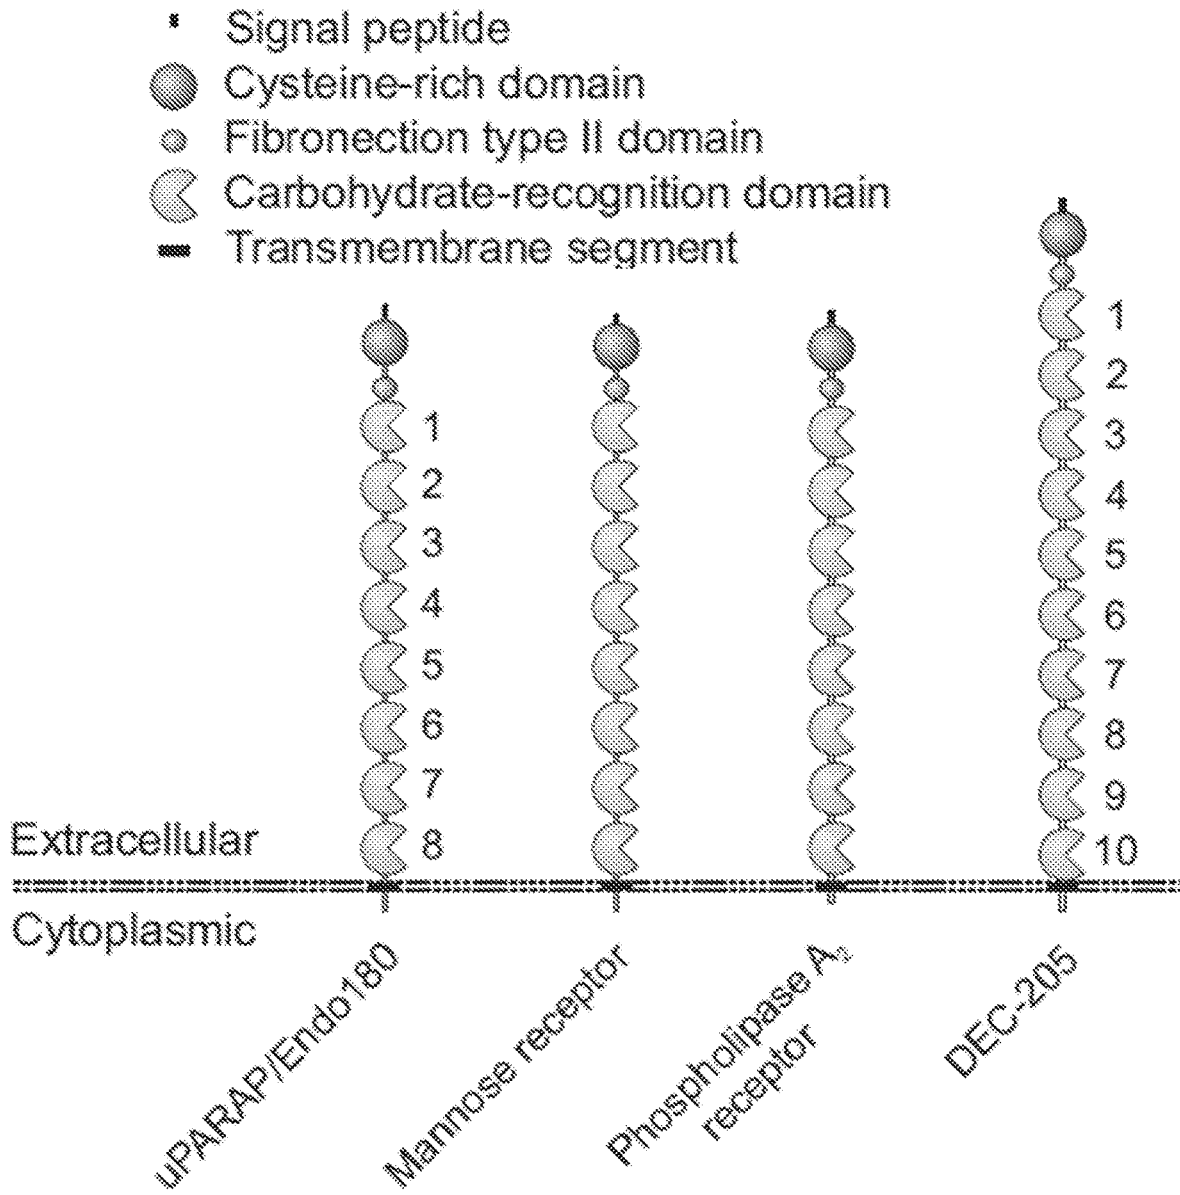 Signal peptide
Cysteine-rich domain
Fibronection type II domain
Carbohydrate-recognition domain
Transmembrane segment
1
2
3
4
5
6
7
8
1
2
3
4
5
6
7
8
9
10
Extracellular
Cytoplasmic
uPARAP/Endo180
Mannose receptor
Phospholipase A₂
receptor
DEC-205